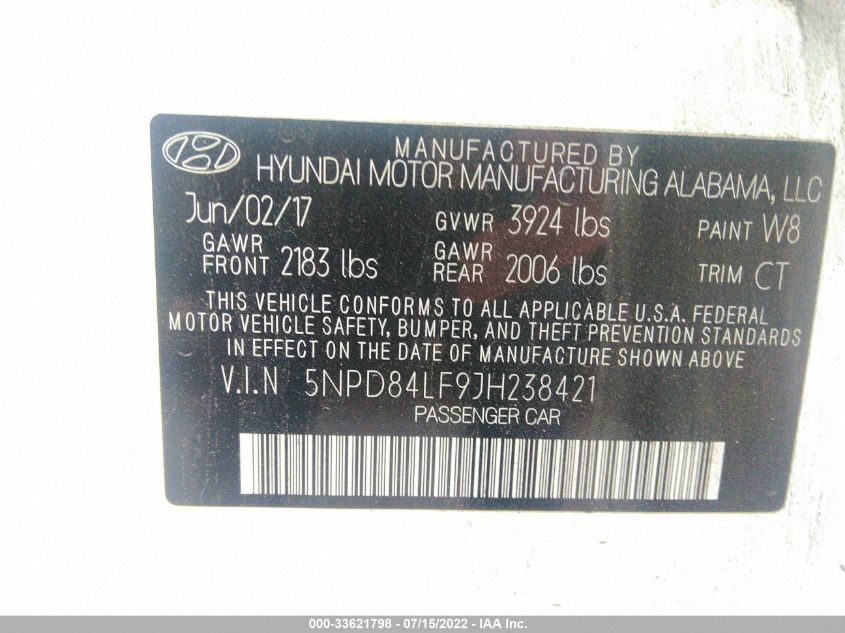 MANUFACTURED BY
HYUNDAI MOTOR MANUFACTURING ALABAMA, LLC
Jun/02/17 GVWR 3924 lbs PAINT W8
GAWR FRONT 2183 lbs GAWR REAR 2006 lbs TRIM CT
THIS VEHICLE CONFORMS TO ALL APPLICABLE U.S.A. FEDERAL
MOTOR VEHICLE SAFETY, BUMPER, AND THEFT PREVENTION STANDARDS
IN EFFECT ON THE DATE OF MANUFACTURE SHOWN ABOVE
V.I.N 5NPD84LF9JH238421
PASSENGER CAR
000-33621798 - 07/15/2022 - IAA Inc.